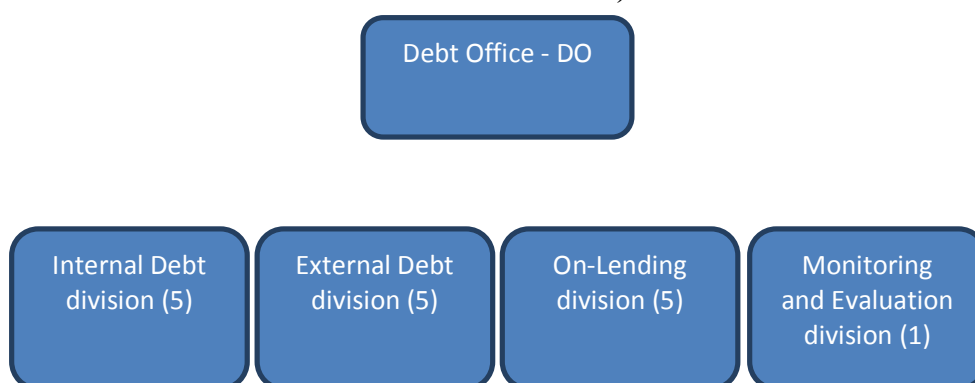 Debt Office - DO
Internal Debt
division (5)
External Debt
division (5)
On-Lending
division (5)
Monitoring
and Evaluation
division (1)